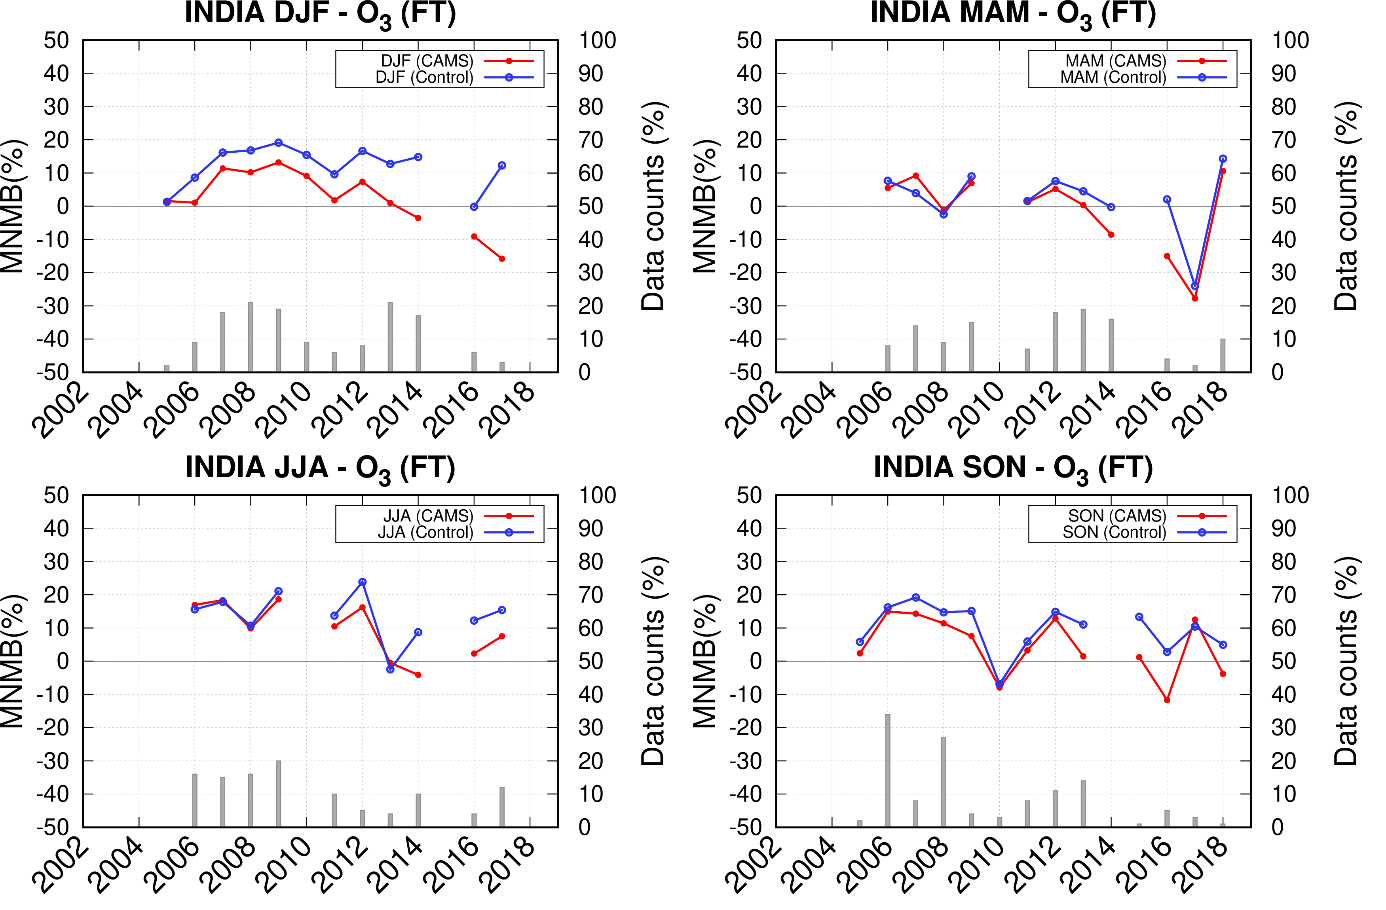 INDIA DJF - O3 (FT)
50 100
DJF (CAMS)
DJF (Control)
40 90
30 80
20 70
10 60
0 50
-10 40
-20 30
-30 20
-40 10
-50 0
MNMB(%)
Data counts (%)
2002 2004 2006 2008 2010 2012 2014 2016 2018
INDIA MAM - O3 (FT)
50 100
MAM (CAMS)
MAM (Control)
40 90
30 80
20 70
10 60
0 50
-10 40
-20 30
-30 20
-40 10
-50 0
MNMB(%)
Data counts (%)
2002 2004 2006 2008 2010 2012 2014 2016 2018
INDIA JJA - O3 (FT)
50 100
JJA (CAMS)
JJA (Control)
40 90
30 80
20 70
10 60
0 50
-10 40
-20 30
-30 20
-40 10
-50 0
MNMB(%)
Data counts (%)
2002 2004 2006 2008 2010 2012 2014 2016 2018
INDIA SON - O3 (FT)
50 100
SON (CAMS)
SON (Control)
40 90
30 80
20 70
10 60
0 50
-10 40
-20 30
-30 20
-40 10
-50 0
MNMB(%)
Data counts (%)
2002 2004 2006 2008 2010 2012 2014 2016 2018